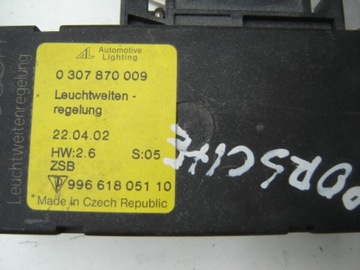 Leuchtweitenregelung
Automotive
Lighting
0 307 870 009
Leuchtweiten -
regelung
22.04.02
HW:2.6 S:05
ZSB
996 618 051 10
Made in Czech Republic
PORSCHE